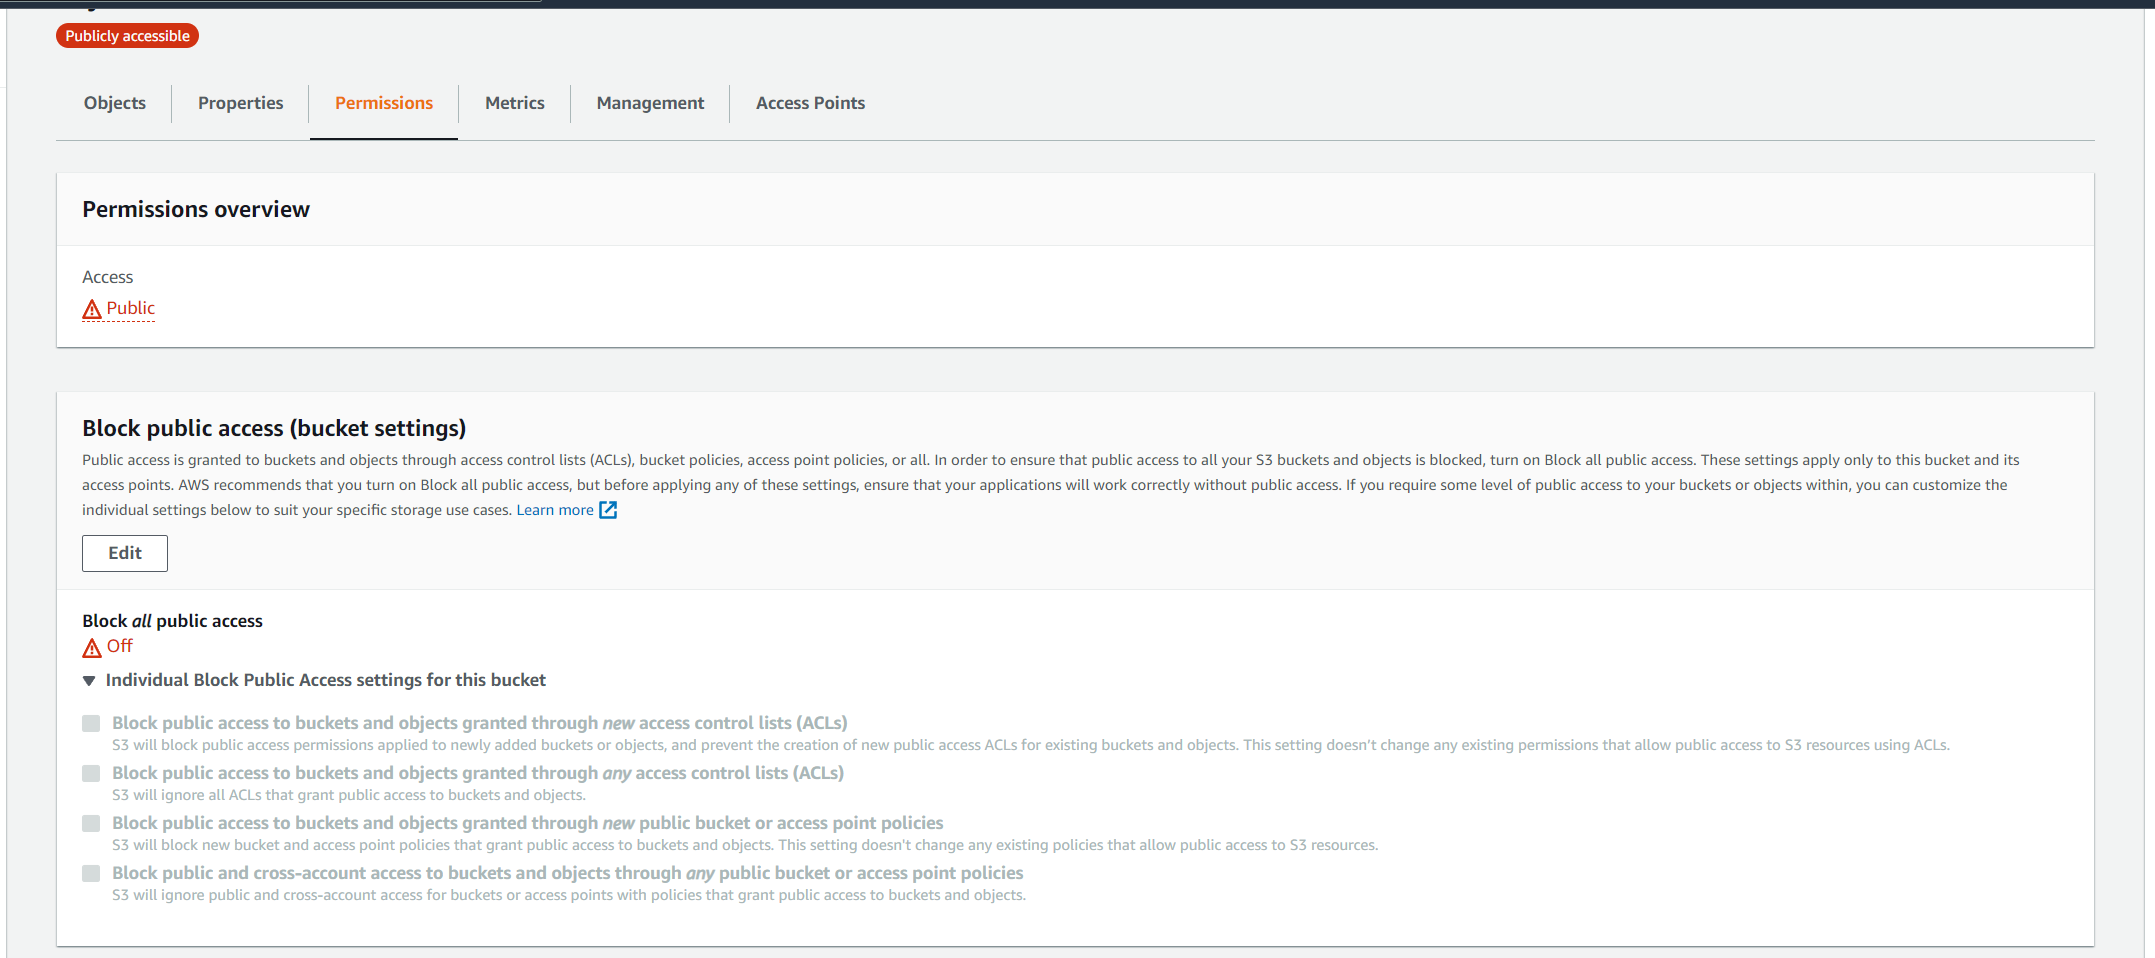 Publicly accessible
Objects
Properties
Permissions
Metrics
Management
Access Points
Permissions overview
Access
Public
Block public access (bucket settings)
Public access is granted to buckets and objects through access control lists (ACLs), bucket policies, access point policies, or all. In order to ensure that public access to all your S3 buckets and objects is blocked, turn on Block all public access. These settings apply only to this bucket and its
access points. AWS recommends that you turn on Block all public access, but before applying any of these settings, ensure that your applications will work correctly without public access. If you require some level of public access to your buckets or objects within, you can customize the
individual settings below to suit your specific storage use cases. Learn more
Edit
Block all public access
Off
Individual Block Public Access settings for this bucket
Block public access to buckets and objects granted through new access control lists (ACLs)
S3 will block public access permissions applied to newly added buckets or objects, and prevent the creation of new public access ACLs for existing buckets and objects. This setting doesn't change any existing permissions that allow public access to S3 resources using ACLs.
Block public access to buckets and objects granted through any access control lists (ACLs)
S3 will ignore all ACLs that grant public access to buckets and objects.
Block public access to buckets and objects granted through new public bucket or access point policies
S3 will block new bucket and access point policies that grant public access to buckets and objects. This setting doesn't change any existing policies that allow public access to S3 resources.
Block public and cross-account access to buckets and objects through any public bucket or access point policies
S3 will ignore public and cross-account access for buckets or access points with policies that grant public access to buckets and objects.